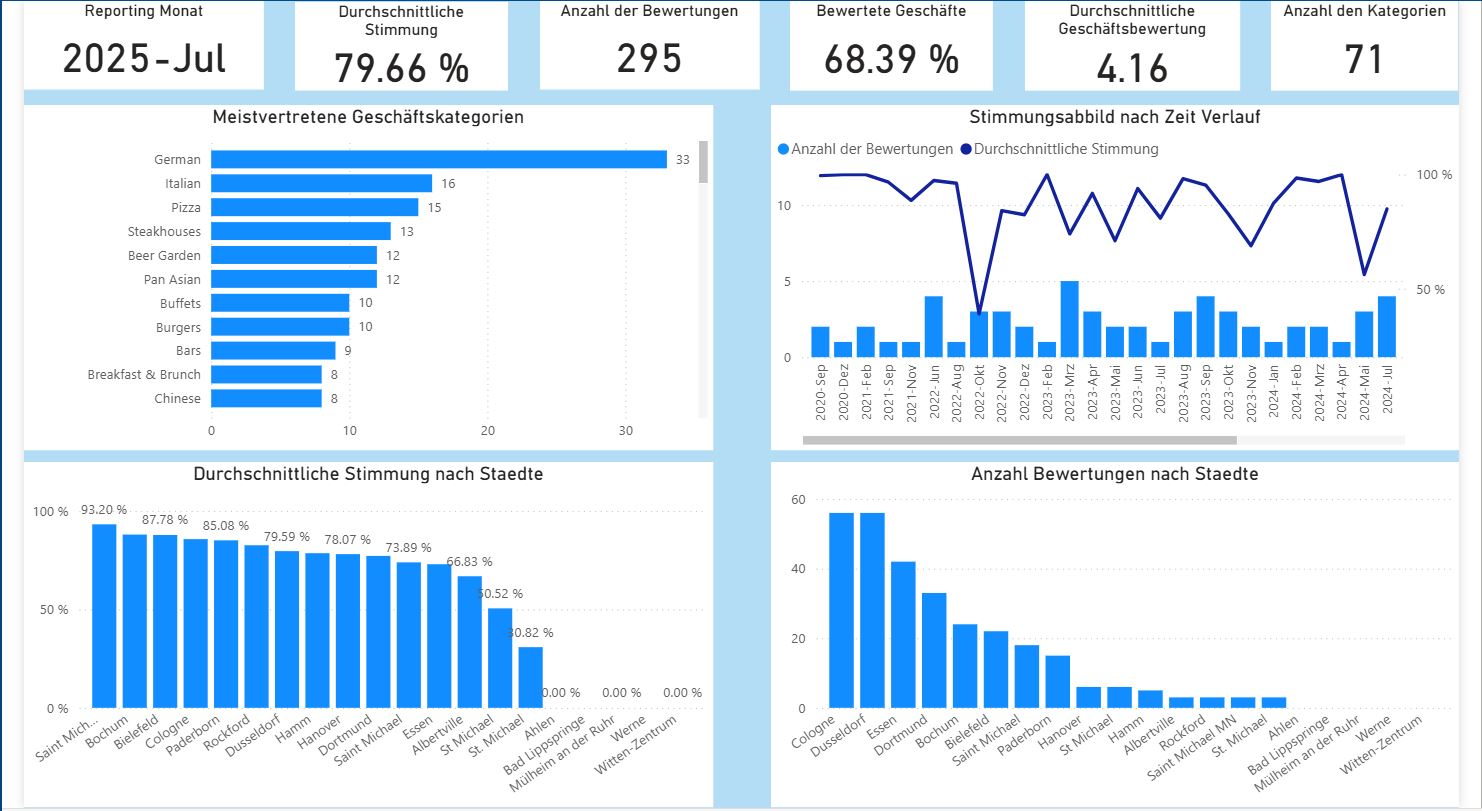 Reporting Monat
2025-Jul
Durchschnittliche
Stimmung
79.66 %
Anzahl der Bewertungen
295
Bewertete Geschäfte
68.39 %
Durchschnittliche
Geschäftsbewertung
4.16
Anzahl den Kategorien
71
Meistvertretene Geschäftskategorien
German 33
Italian 16
Pizza 15
Steakhouses 13
Beer Garden 12
Pan Asian 12
Buffets 10
Burgers 10
Bars 9
Breakfast & Brunch 8
Chinese 8
0 10 20 30
Stimmungsabbild nach Zeit Verlauf
Anzahl der Bewertungen Durchschnittliche Stimmung
100 %
10
5
50 %
0
2020-Sep
2020-Dez
2021-Feb
2021-Sep
2021-Nov
2022-Jun
2022-Aug
2022-Okt
2022-Nov
2022-Dez
2023-Feb
2023-Mrz
2023-Apr
2023-Mai
2023-Jun
2023-Jul
2023-Aug
2023-Sep
2023-Okt
2023-Nov
2024-Jan
2024-Feb
2024-Mrz
2024-Apr
2024-Mai
2024-Jul
Durchschnittliche Stimmung nach Staedte
100 %
50 %
0 %
93.20 %
87.78 %
85.08 %
79.59 %
78.07 %
73.89 %
66.83 %
50.52 %
30.82 %
0.00 %
0.00 %
0.00 %
Saint Mich...
Bochum
Bielefeld
Cologne
Paderborn
Rockford
Dusseldorf
Hamm
Hanover
Dortmund
Saint Michael
Essen
Albertville
St Michael
St. Michael
Ahlen
Bad Lippspringe
Mülheim an der Ruhr
Werne
Witten-Zentrum
Anzahl Bewertungen nach Staedte
60
40
20
0
Cologne
Dusseldorf
Essen
Dortmund
Bochum
Bielefeld
Saint Michael
Paderborn
Hanover
St Michael
Hamm
Albertville
Rockford
Saint Michael MN
St. Michael
Ahlen
Bad Lippspringe
Mülheim an der Ruhr
Werne
Witten-Zentrum